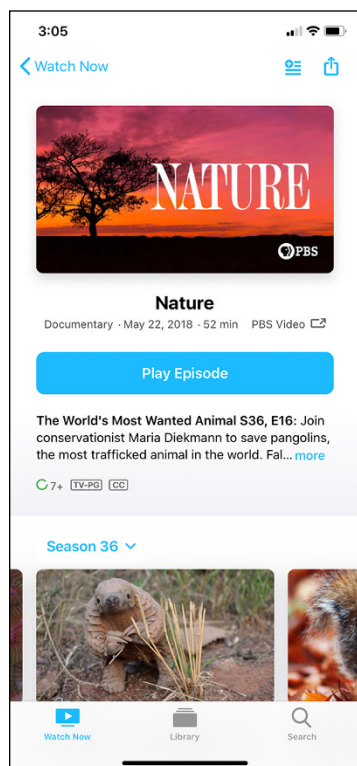 3:05
Watch Now
NATURE
PBS
Nature
Documentary · May 22, 2018 · 52 min PBS Video
Play Episode
The World's Most Wanted Animal S36, E16: Join
conservationist Maria Diekmann to save pangolins,
the most trafficked animal in the world. Fal... more
7+ TV-PG CC
Season 36
Watch Now
Library
Search